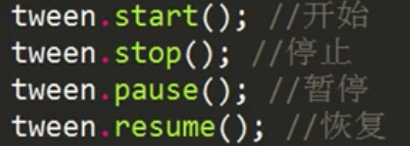 tween.start(); //开始
tween.stop(); //停止
tween.pause(); //暂停
tween.resume(); //恢复